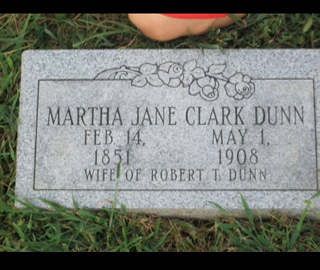 MARTHA JANE CLARK DUNN
FEB. 14, MAY 1,
1851 1908
WIFE OF ROBERT T. DUNN